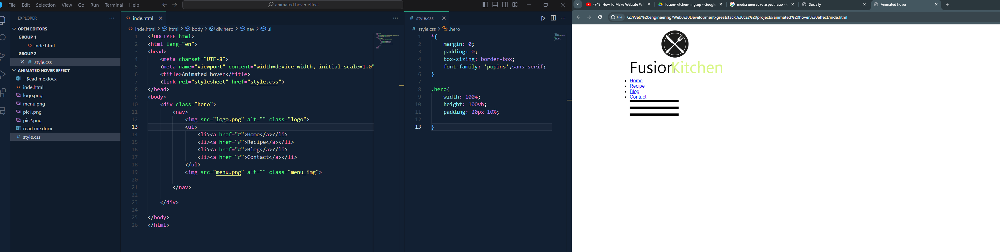 File Edit Selection View Go Run Terminal Help
animated hover effect
EXPLORER
OPEN EDITORS
GROUP 1
inde.html
GROUP 2
style.css
ANIMATED HOVER EFFECT
~$ead me.docx
inde.html
logo.png
menu.png
pic1.png
pic2.png
read me.docx
style.css
inde.html
inde.html > html > body > div.hero > nav > ul
1 <!DOCTYPE html>
2 <html lang="en">
3 <head>
4 <meta charset="UTF-8">
5 <meta name="viewport" content="width=device-width, initial-scale=1.0"
6 <title>Animated hover</title>
7 <link rel="stylesheet" href="style.css">
8 </head>
9 <body>
10 <div class="hero">
11 <nav>
12 <img src="logo.png" alt="" class="logo">
13 <ul>
14 <li><a href="#">Home</a></li>
15 <li><a href="#">Recipe</a></li>
16 <li><a href="#">Blog</a></li>
17 <li><a href="#">Contact</a></li>
18 </ul>
19 <img src="menu.png" alt="" class="menu_img">
20
21 </nav>
22
23 </div>
24
25 </body>
26 </html>
style.css
style.css > .hero
1 *{
2 margin: 0;
3 padding: 0;
4 box-sizing: border-box;
5 font-family: 'popins',sans-serif;
6 }
7
8 .hero{
9 width: 100%;
10 height: 100vh;
11 padding: 20px 10%;
12
13 }
(748) How To Make Website Wi
fusion-kitchen-img.zip - Google
media uerises vs aspect ratio -
Socially
Animated hover
File G:/Web%20engineering/Web%20Development/greatstack%20css%20projects/animated%20hover%20effect/inde.html
FusionKitchen
Home
Recipe
Blog
Contact